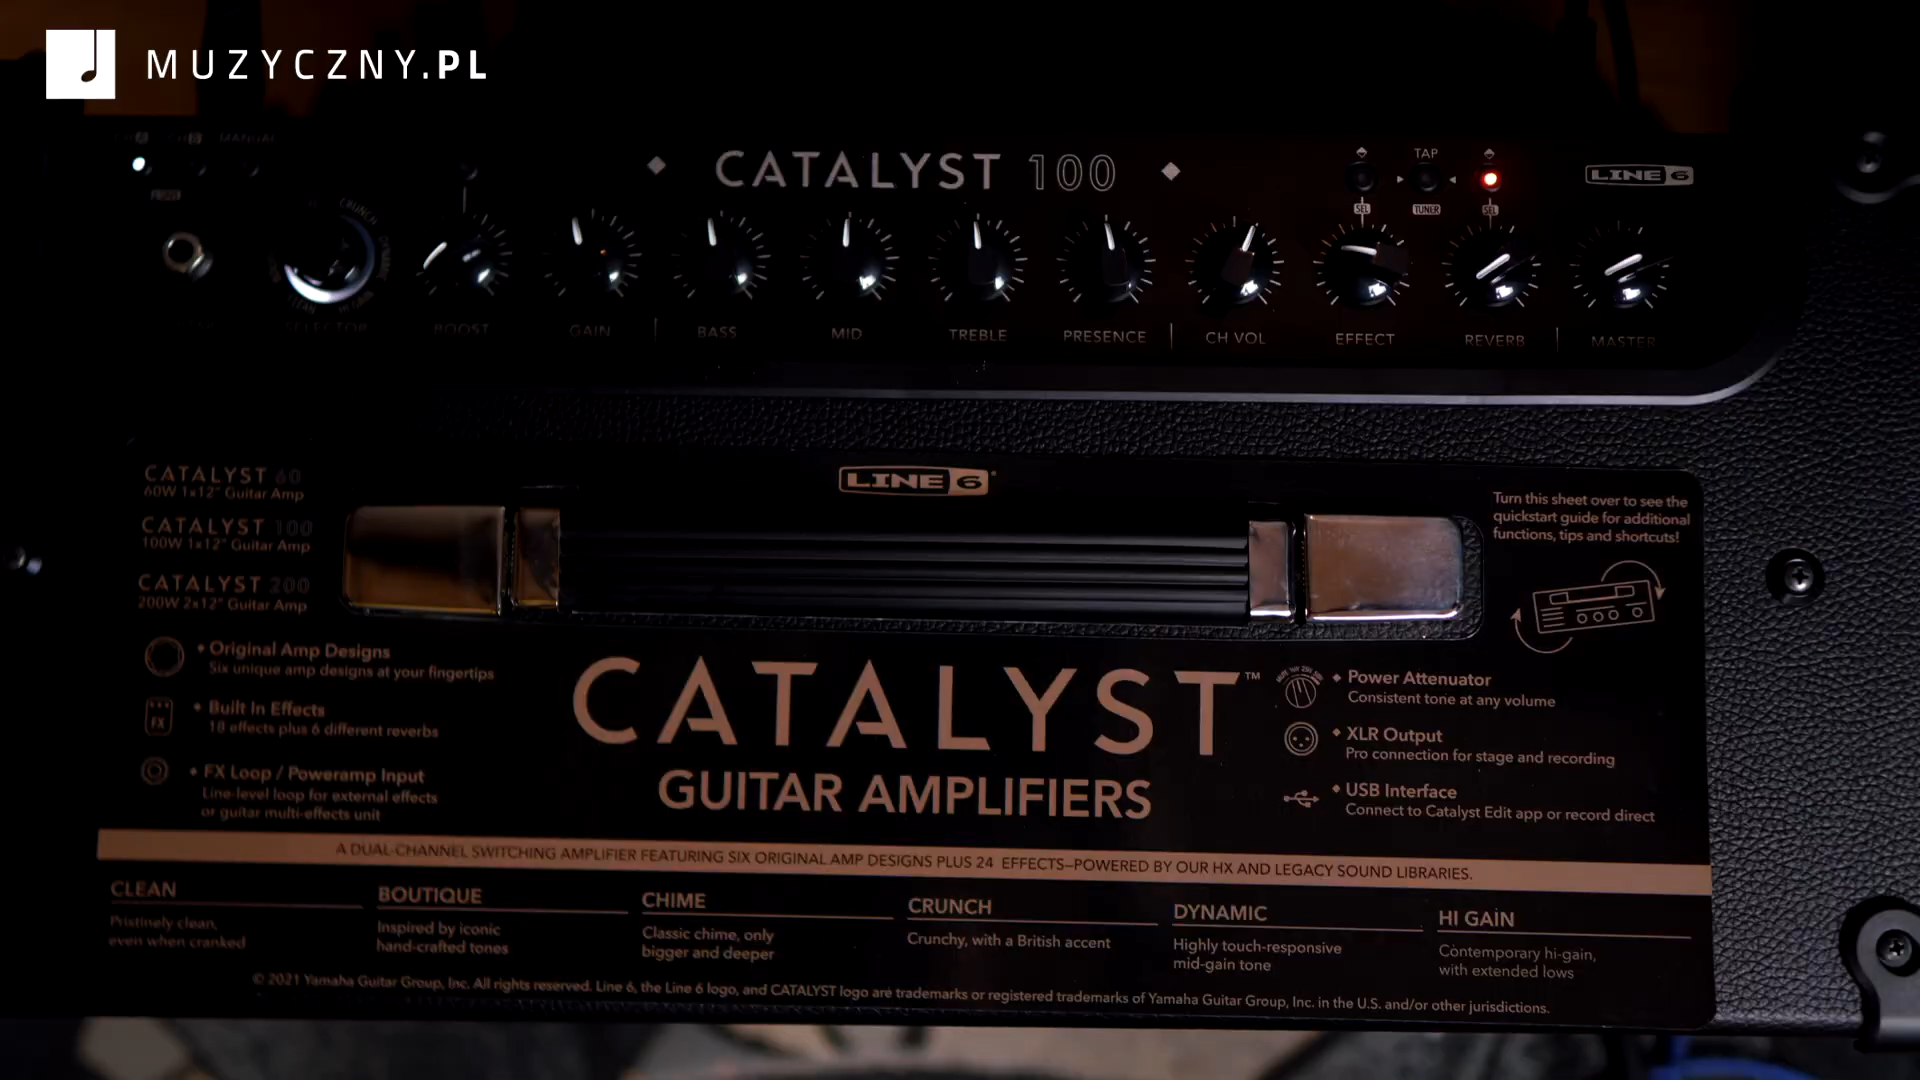 MUZYCZNY.PL
MANUAL
CATALYST 100
TAP
LINE 6
SEL
TUNER
SEL
CRUNCH
DYNAMIC
HI GAIN
CLEAN
SELECTOR
BOOST
GAIN
BASS
MID
TREBLE
PRESENCE
CH VOL
EFFECT
REVERB
MASTER
LINE 6
CATALYST 60
60W 1x12" Guitar Amp
CATALYST 100
100W 1x12" Guitar Amp
CATALYST 200
200W 2x12" Guitar Amp
Turn this sheet over to see the
quickstart guide for additional
functions, tips and shortcuts!
Original Amp Designs
Six unique amp designs at your fingertips
FX
Built In Effects
18 effects plus 6 different reverbs
FX Loop / Poweramp Input
Line-level loop for external effects
or guitar multi-effects unit
CATALYST™
GUITAR AMPLIFIERS
Power Attenuator
Consistent tone at any volume
XLR Output
Pro connection for stage and recording
USB Interface
Connect to Catalyst Edit app or record direct
A DUAL-CHANNEL SWITCHING AMPLIFIER FEATURING SIX ORIGINAL AMP DESIGNS PLUS 24 EFFECTS–POWERED BY OUR HX AND LEGACY SOUND LIBRARIES.
CLEAN
Pristinely clean,
even when cranked
BOUTIQUE
Inspired by iconic
hand-crafted tones
CHIME
Classic chime, only
bigger and deeper
CRUNCH
Crunchy, with a British accent
DYNAMIC
Highly touch-responsive
mid-gain tone
HI GAIN
Contemporary hi-gain,
with extended lows
© 2021 Yamaha Guitar Group, Inc. All rights reserved. Line 6, the Line 6 logo, and CATALYST logo are trademarks or registered trademarks of Yamaha Guitar Group, Inc. in the U.S. and/or other jurisdictions.